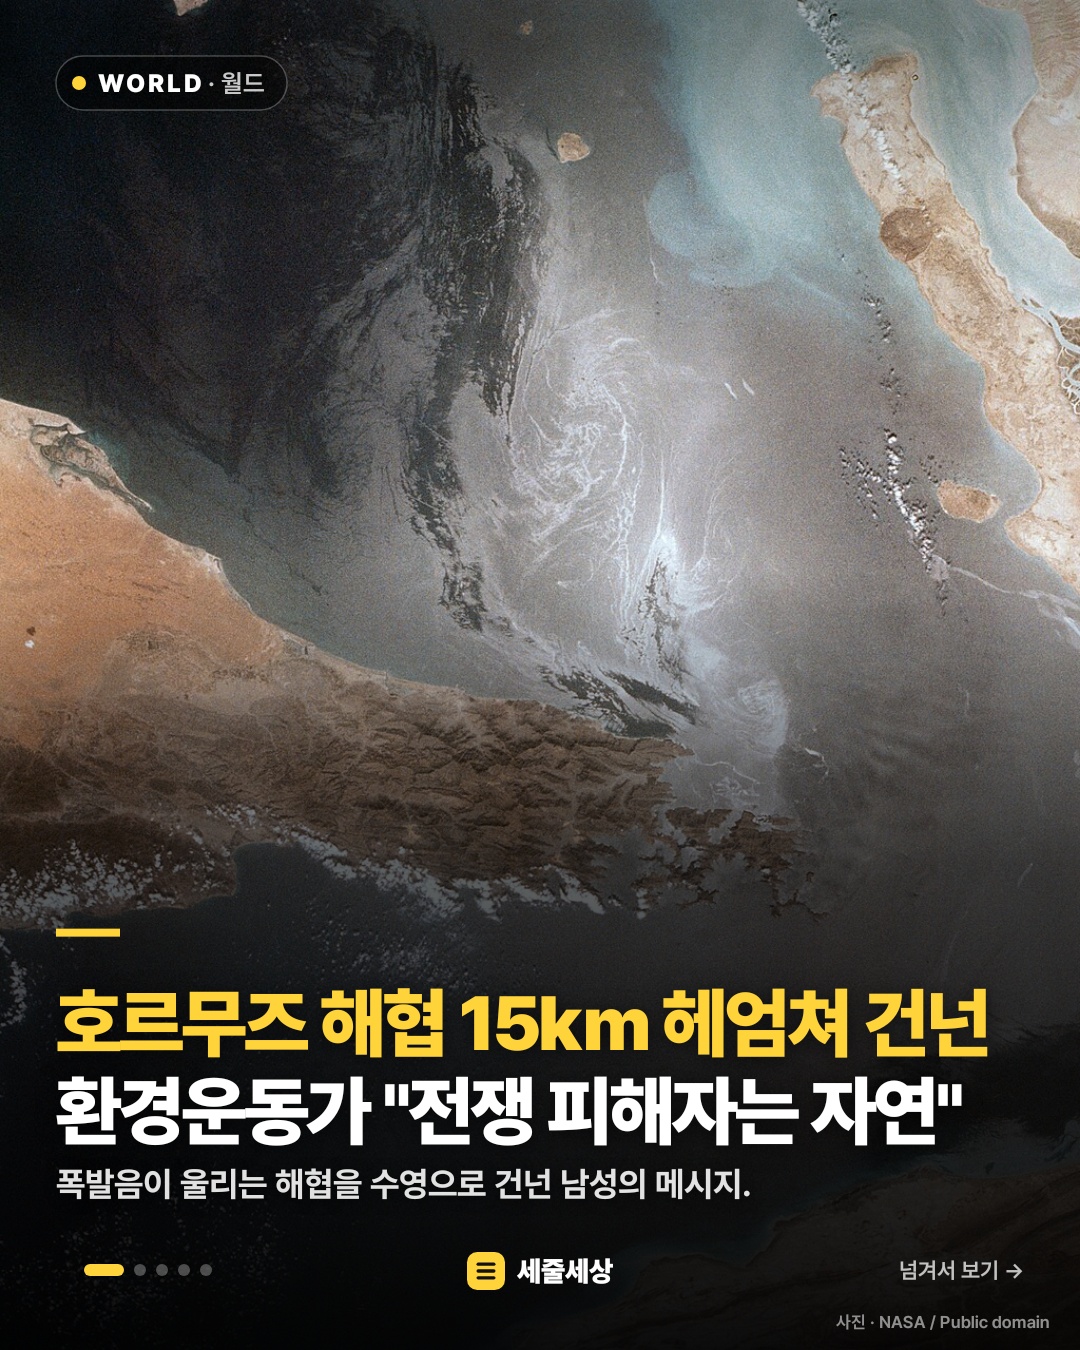 WORLD · 월드
호르무즈 해협 15km 헤엄쳐 건넌
환경운동가 "전쟁 피해자는 자연"
폭발음이 울리는 해협을 수영으로 건넌 남성의 메시지.
세줄세상
넘겨서 보기 →
사진 · NASA / Public domain